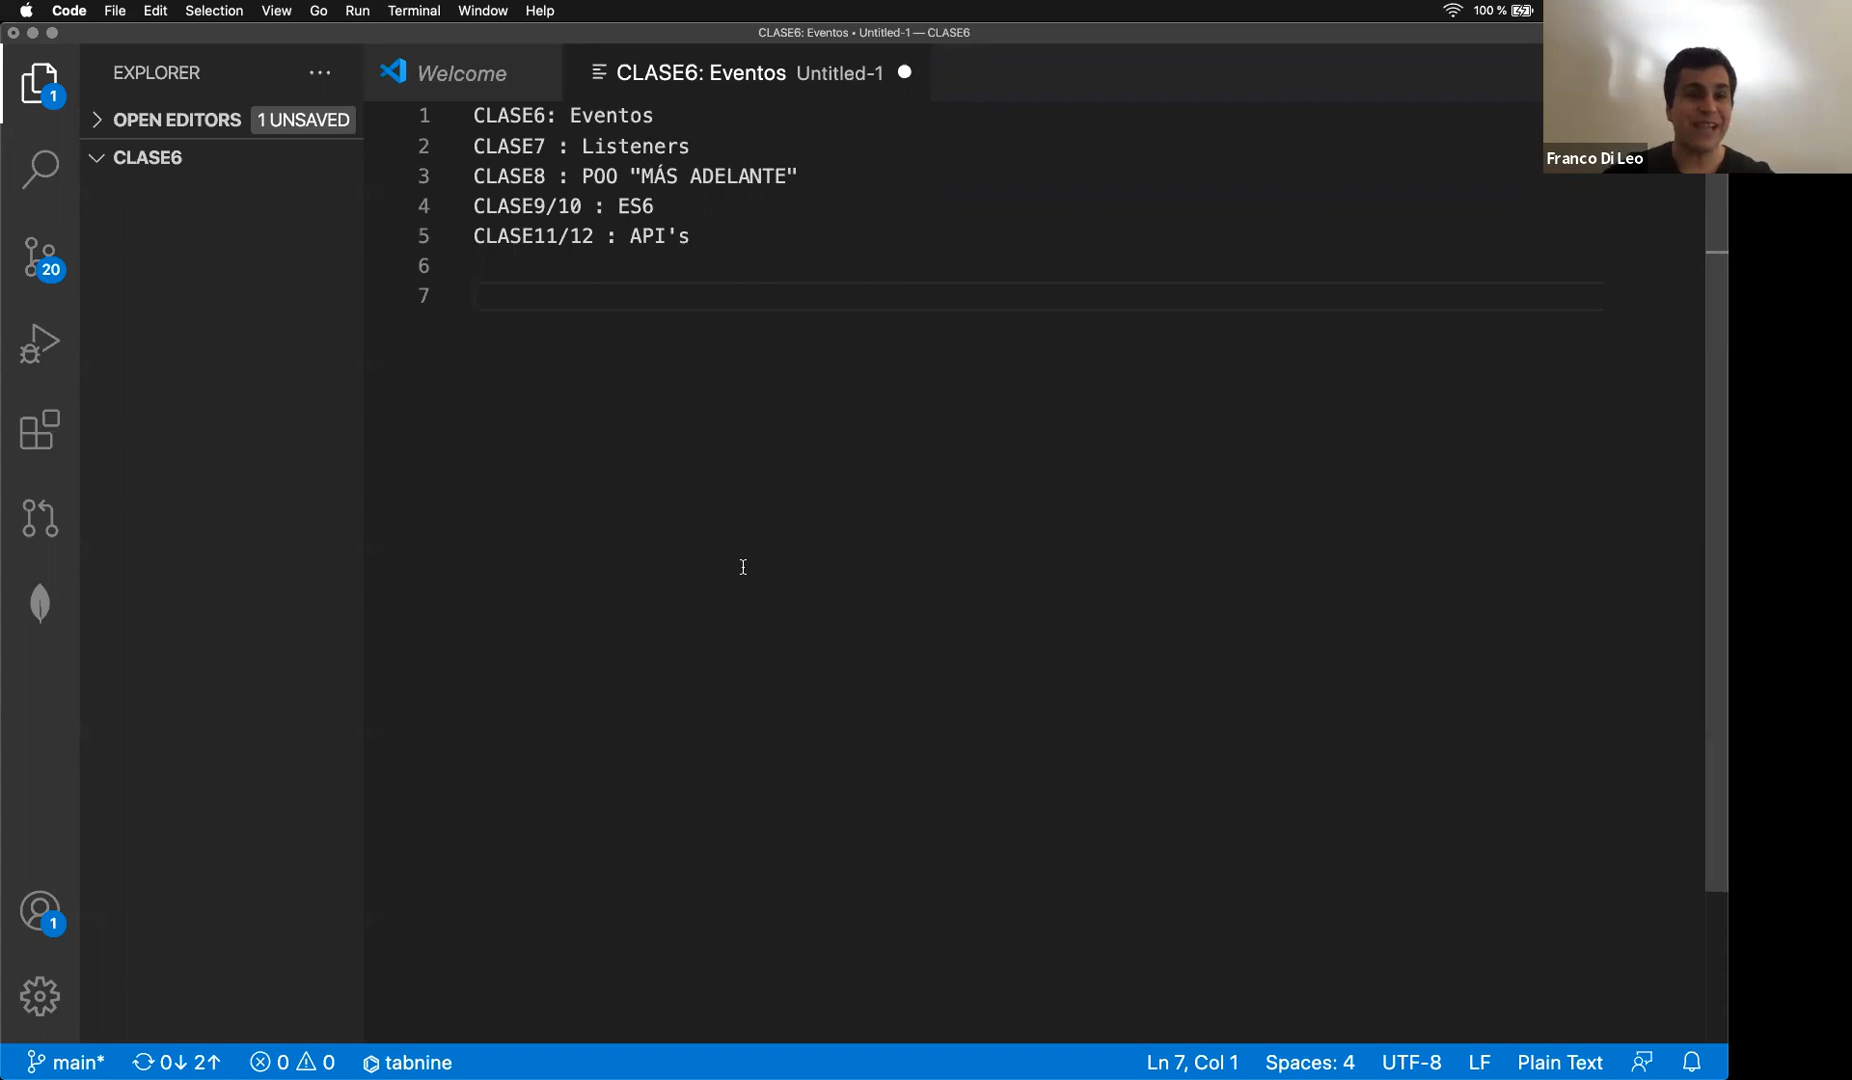 Code File Edit Selection View Go Run Terminal Window Help 100 %
CLASE6: Eventos • Untitled-1 — CLASE6
EXPLORER ··· Welcome CLASE6: Eventos Untitled-1
1
OPEN EDITORS 1 UNSAVED
CLASE6
1 CLASE6: Eventos
2 CLASE7 : Listeners
3 CLASE8 : POO "MÁS ADELANTE"
4 CLASE9/10 : ES6
5 CLASE11/12 : API's
6
7
Franco Di Leo
20
1
main* 0↓ 2↑ 0 0 tabnine Ln 7, Col 1 Spaces: 4 UTF-8 LF Plain Text